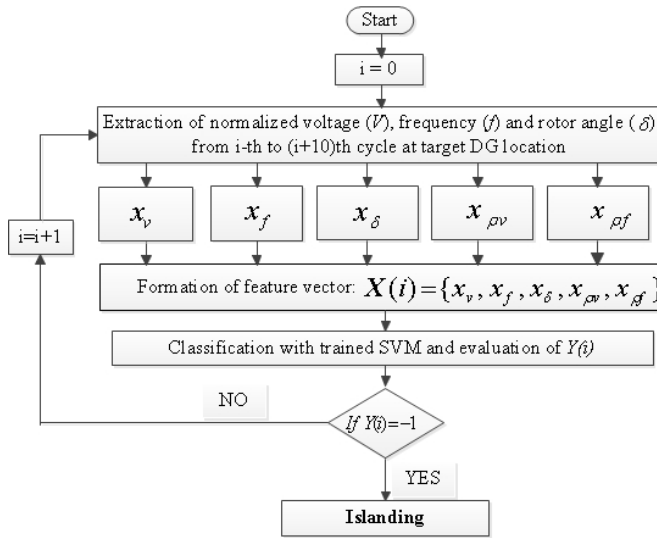 Start
i = 0
Extraction of normalized voltage (V), frequency (f) and rotor angle ( δ )
from i-th to (i+10)th cycle at target DG location
x_v x_f x_δ x_ρv x_ρf
i=i+1
Formation of feature vector: X(i) = {x_v, x_f, x_δ, x_ρv, x_ρf}
Classification with trained SVM and evaluation of Y(i)
NO
If Y(i)=−1
YES
Islanding